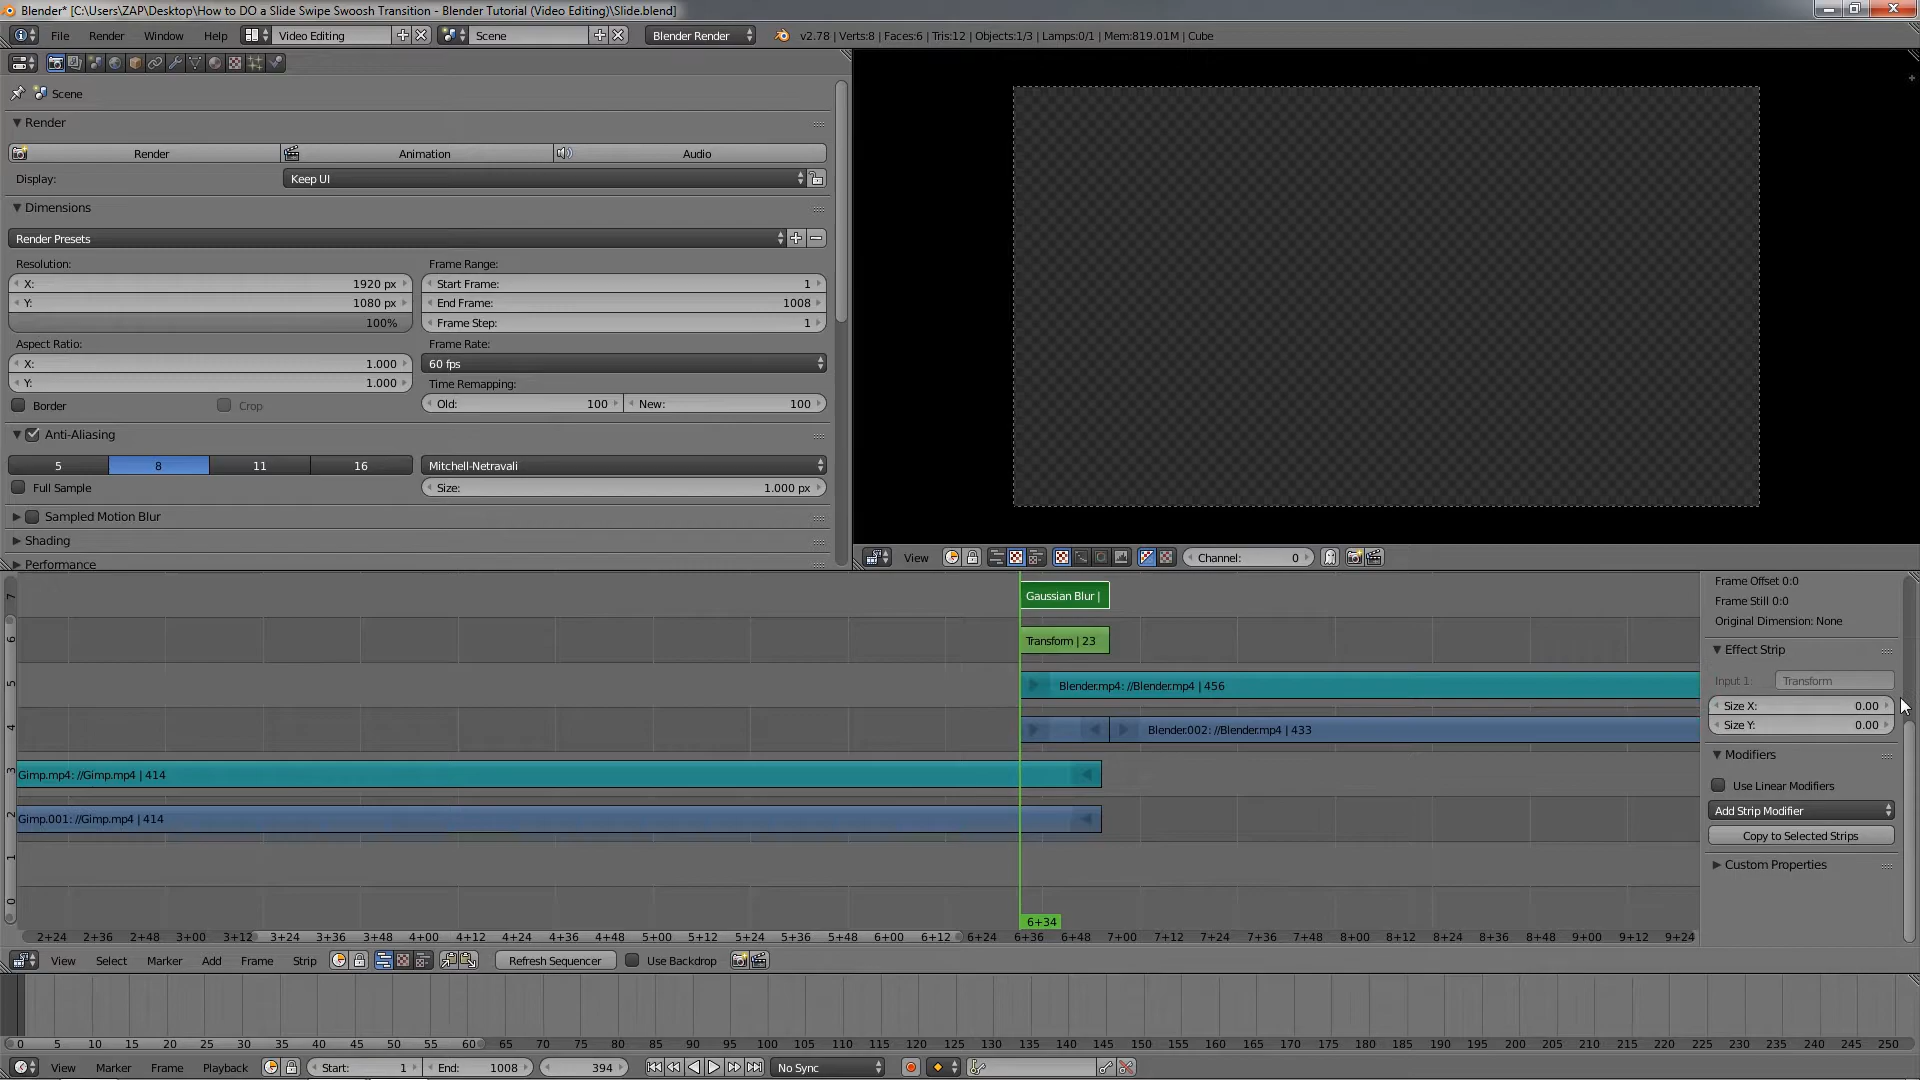 Blender* [C:\Users\ZAP\Desktop\How to DO a Slide Swipe Swoosh Transition - Blender Tutorial (Video Editing)\Slide.blend]
File Render Window Help Video Editing Scene Blender Render v2.78 | Verts:8 | Faces:6 | Tris:12 | Objects:1/3 | Lamps:0/1 | Mem:819.01M | Cube
Scene
Render
Render Animation Audio
Display: Keep UI
Dimensions
Render Presets
Resolution: Frame Range:
X: 1920 px Start Frame: 1
Y: 1080 px End Frame: 1008
100% Frame Step: 1
Aspect Ratio: Frame Rate:
X: 1.000 60 fps
Y: 1.000 Time Remapping:
Border Crop Old: 100 New: 100
Anti-Aliasing
5 8 11 16 Mitchell-Netravali
Full Sample Size: 1.000 px
Sampled Motion Blur
Shading
Performance
View Channel: 0
7 Gaussian Blur |
6 Transform | 23
5 Blender.mp4: //Blender.mp4 | 456
4 Blender.002: //Blender.mp4 | 433
3 Gimp.mp4: //Gimp.mp4 | 414
2 Gimp.001: //Gimp.mp4 | 414
1
0
6+34
2+24 2+36 2+48 3+00 3+12 3+24 3+36 3+48 4+00 4+12 4+24 4+36 4+48 5+00 5+12 5+24 5+36 5+48 6+00 6+12 6+24 6+36 6+48 7+00 7+12 7+24 7+36 7+48 8+00 8+12 8+24 8+36 8+48 9+00 9+12 9+24
Frame Offset 0:0
Frame Still 0:0
Original Dimension: None
Effect Strip
Input 1: Transform
Size X: 0.00
Size Y: 0.00
Modifiers
Use Linear Modifiers
Add Strip Modifier
Copy to Selected Strips
Custom Properties
View Select Marker Add Frame Strip Refresh Sequencer Use Backdrop
0 5 10 15 20 25 30 35 40 45 50 55 60 65 70 75 80 85 90 95 100 105 110 115 120 125 130 135 140 145 150 155 160 165 170 175 180 185 190 195 200 205 210 215 220 225 230 235 240 245 250
View Marker Frame Playback Start: 1 End: 1008 394 No Sync